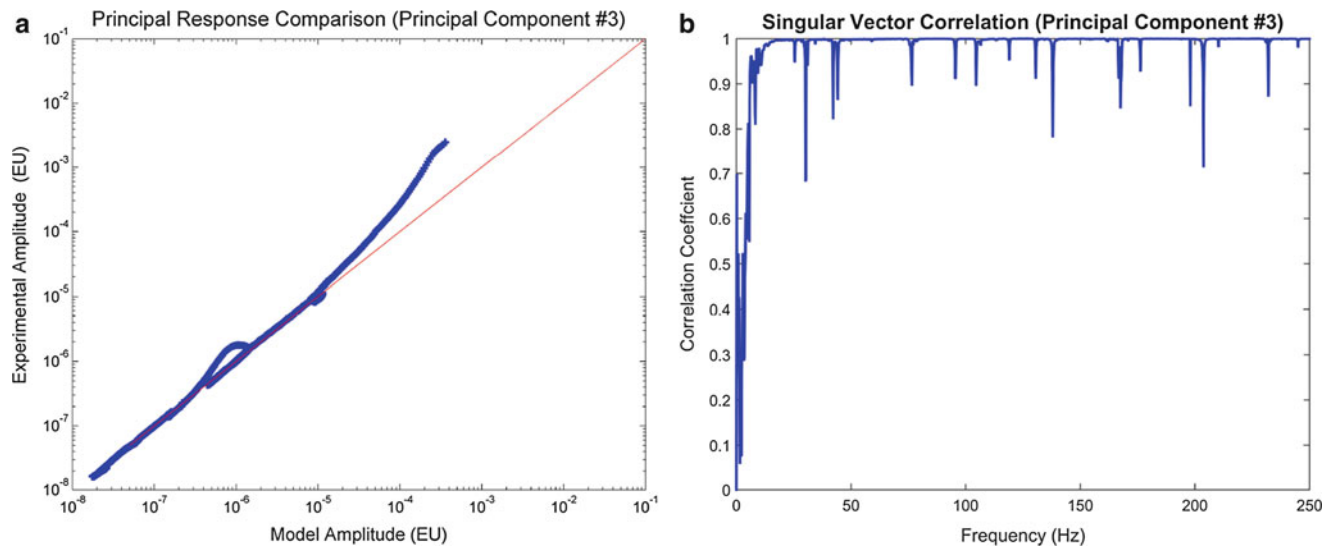 a
Principal Response Comparison (Principal Component #3)
10-1
10-2
10-3
10-4
10-5
10-6
10-7
10-8
Experimental Amplitude (EU)
10-8 10-7 10-6 10-5 10-4 10-3 10-2 10-1
Model Amplitude (EU)
b
Singular Vector Correlation (Principal Component #3)
1
0.9
0.8
0.7
0.6
0.5
0.4
0.3
0.2
0.1
0
Correlation Coeffcient
0 50 100 150 200 250
Frequency (Hz)